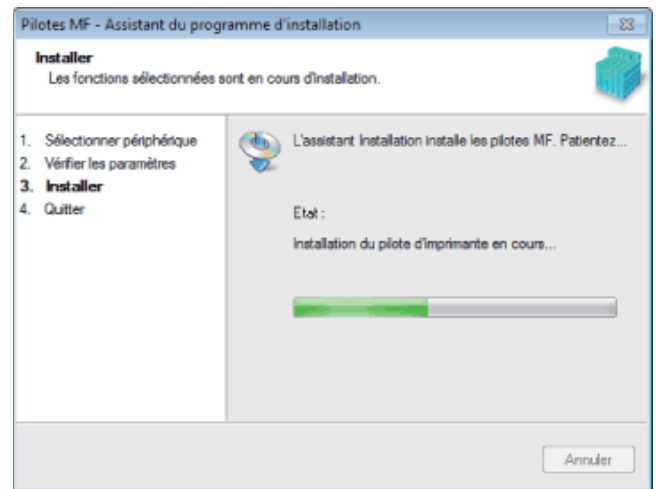 Pilotes MF - Assistant du programme d'installation
Installer
Les fonctions sélectionnées sont en cours d'installation.
1. Sélectionner périphérique
2. Vérifier les paramètres
3. Installer
4. Quitter
L'assistant Installation installe les pilotes MF. Patientez...
Etat :
Installation du pilote d'imprimante en cours...
Annuler